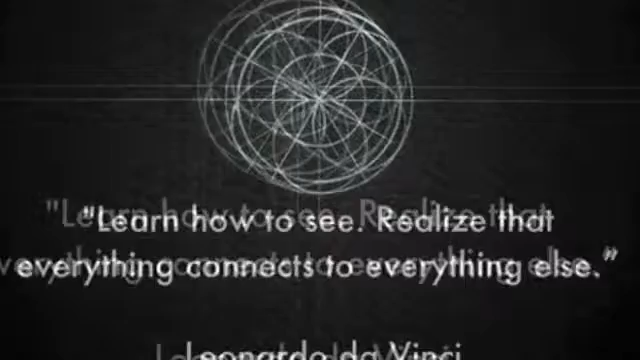 "Learn how to see. Realize that
everything connects to everything else."
Leonardo da Vinci